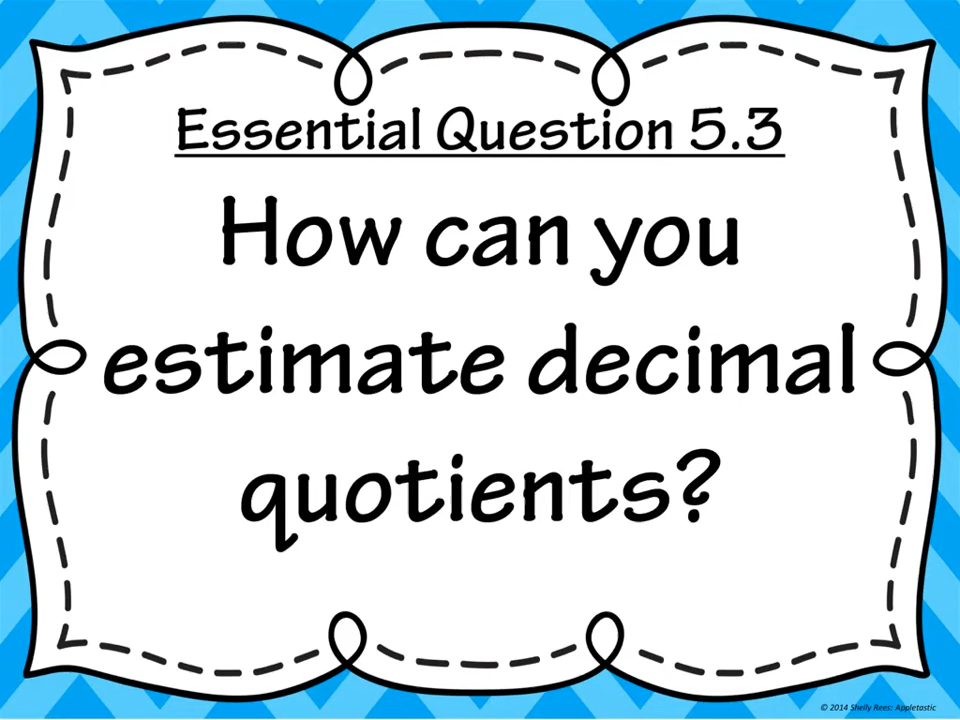 Essential Question 5.3
How can you
estimate decimal
quotients?
© 2014 Shelly Rees: Appletastic